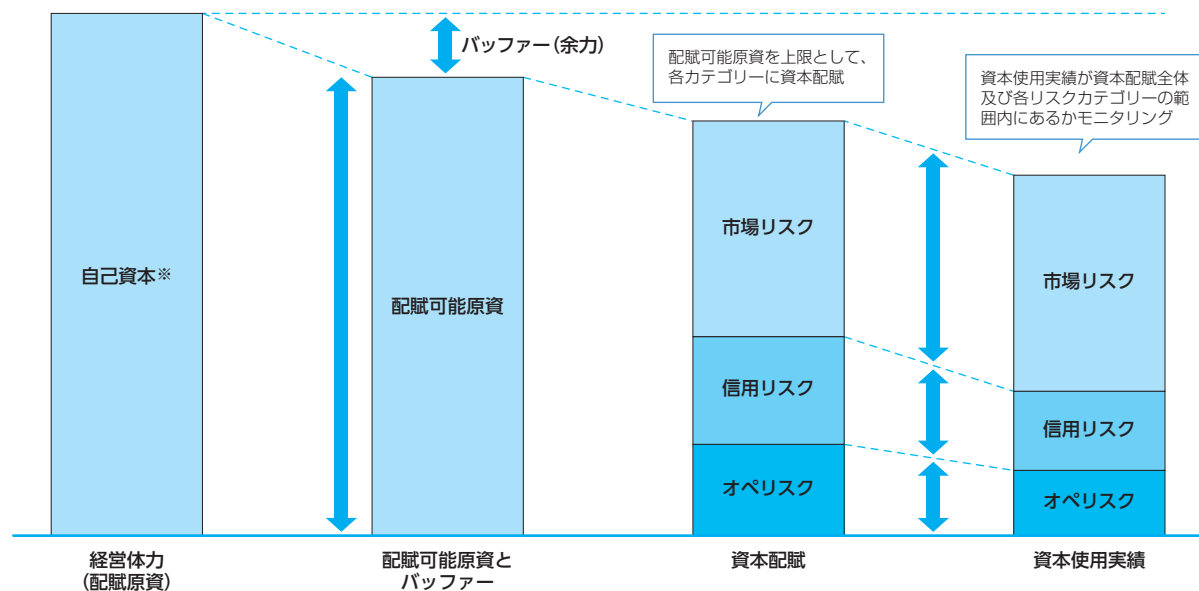 バッファー（余力）
配賦可能原資を上限として、
各カテゴリーに資本配賦
資本使用実績が資本配賦全体
及び各リスクカテゴリーの範
囲内にあるかモニタリング
自己資本※
配賦可能原資
市場リスク
信用リスク
オペリスク
市場リスク
信用リスク
オペリスク
経営体力
（配賦原資）
配賦可能原資と
バッファー
資本配賦
資本使用実績